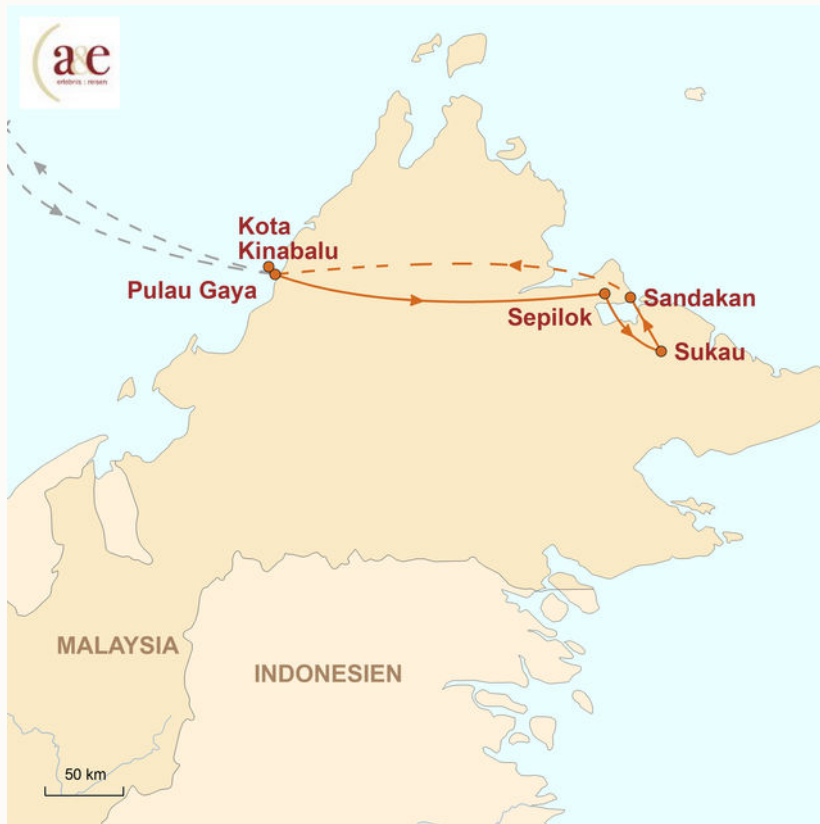 a&e
erlebnis : reisen
Kota
Kinabalu
Pulau Gaya
Sepilok
Sandakan
Sukau
MALAYSIA
INDONESIEN
50 km